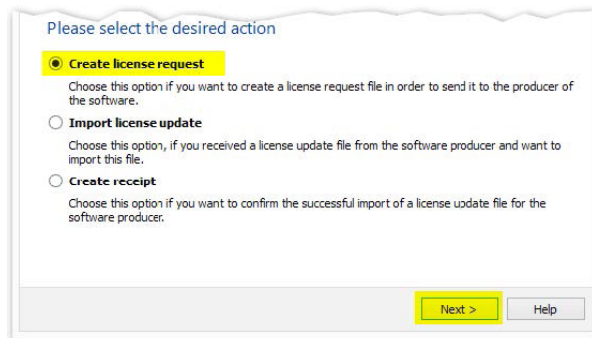 Please select the desired action
Create license request
Choose this option if you want to create a license request file in order to send it to the producer of
the software.
Import license update
Choose this option, if you received a license update file from the software producer and want to
import this file.
Create receipt
Choose this option if you want to confirm the successful import of a license update file for the
software producer.
Next >
Help